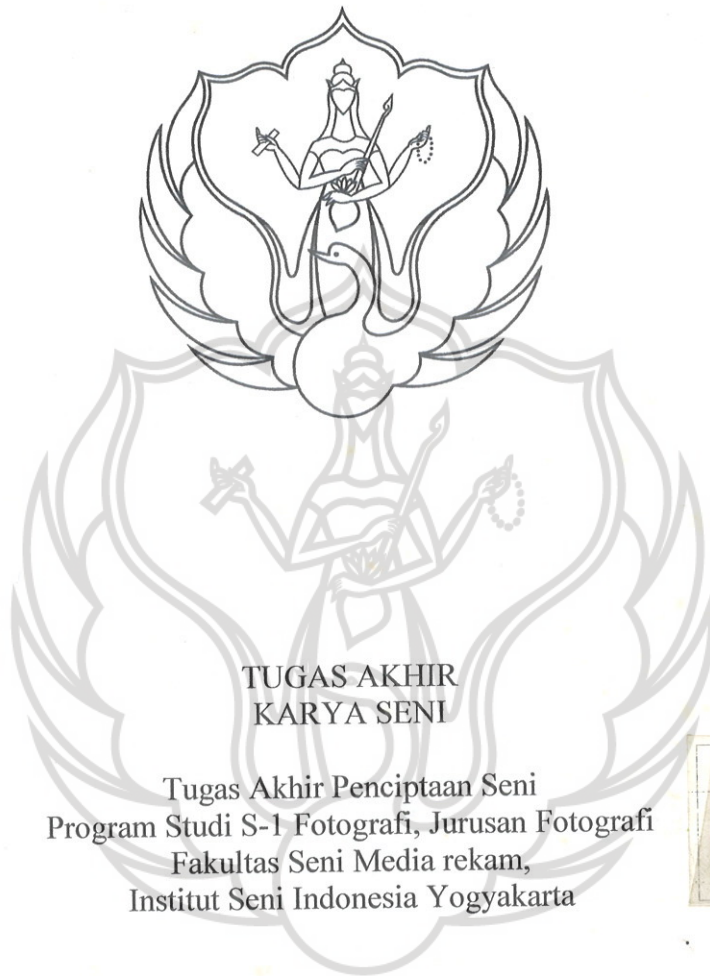 TUGAS AKHIR
KARYA SENI
Tugas Akhir Penciptaan Seni
Program Studi S-1 Fotografi, Jurusan Fotografi
Fakultas Seni Media rekam,
Institut Seni Indonesia Yogyakarta